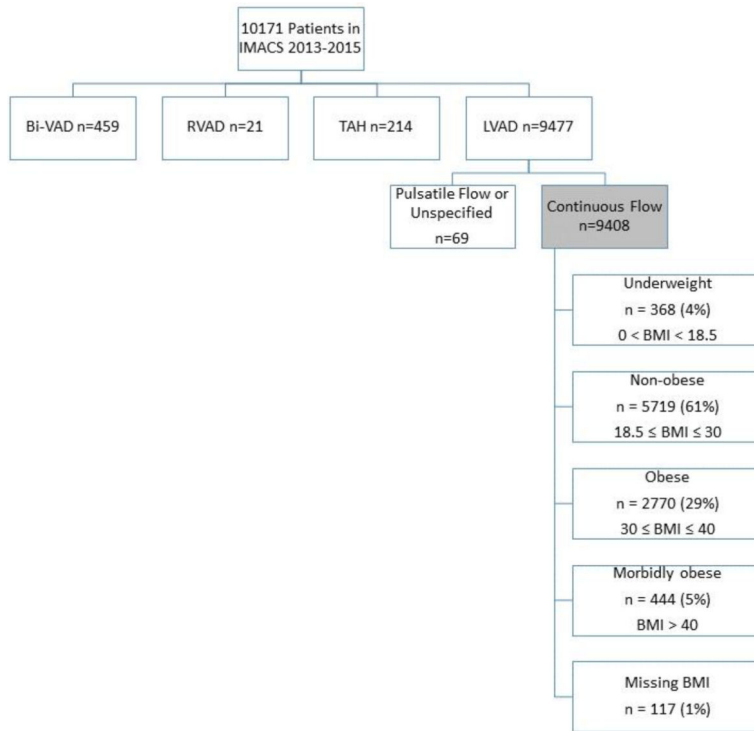 10171 Patients in
IMACS 2013-2015
Bi-VAD n=459
RVAD n=21
TAH n=214
LVAD n=9477
Pulsatile Flow or
Unspecified
n=69
Continuous Flow
n=9408
Underweight
n = 368 (4%)
0 < BMI < 18.5
Non-obese
n = 5719 (61%)
18.5 ≤ BMI ≤ 30
Obese
n = 2770 (29%)
30 ≤ BMI ≤ 40
Morbidly obese
n = 444 (5%)
BMI > 40
Missing BMI
n = 117 (1%)